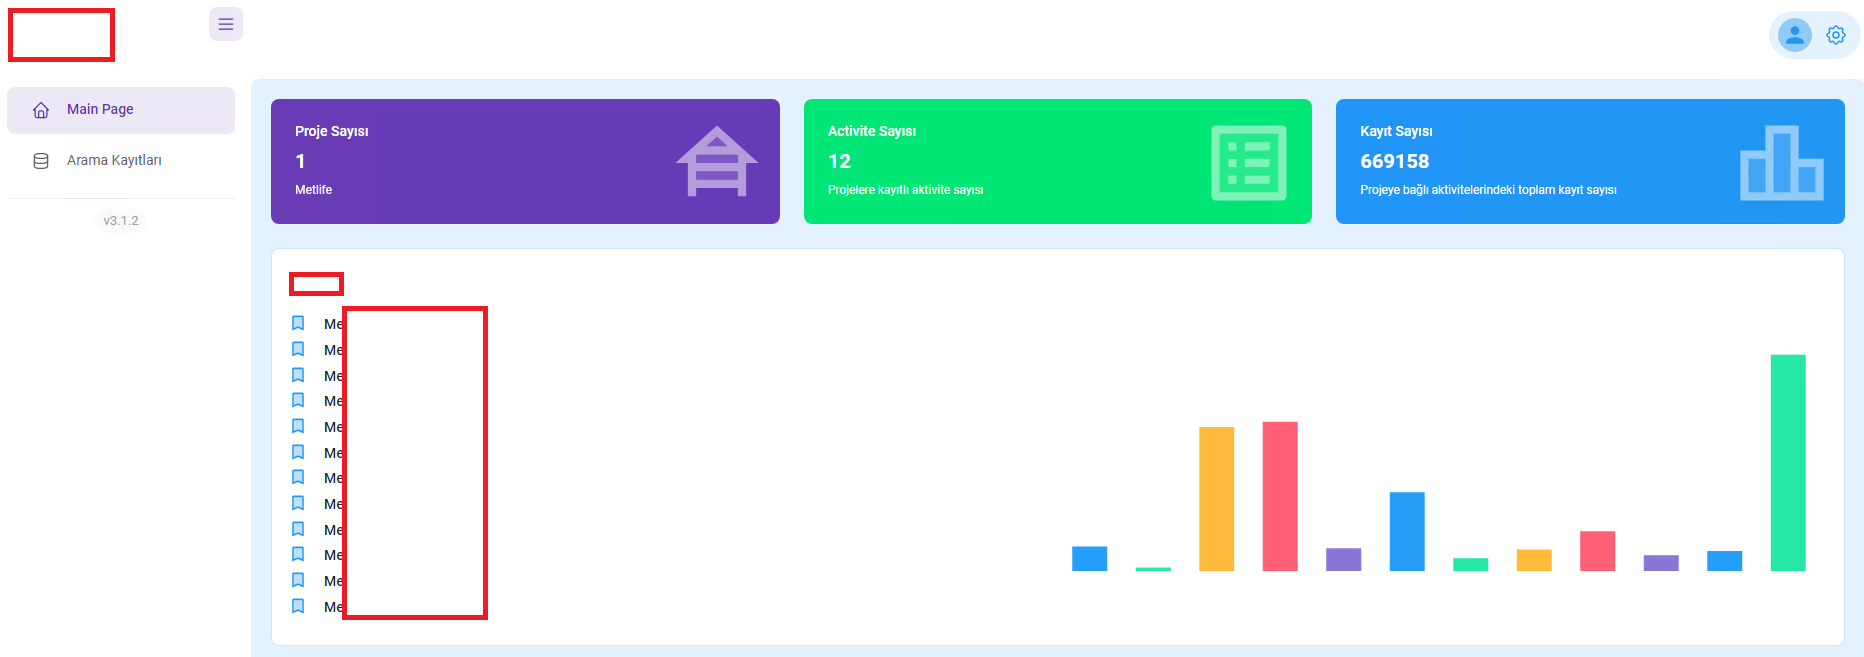 Main Page
Arama Kayıtları
v3.1.2
Proje Sayısı
1
Metlife
Activite Sayısı
12
Projelere kayıtlı aktivite sayısı
Kayıt Sayısı
669158
Projeye bağlı aktivitelerindeki toplam kayıt sayısı
Me
Me
Me
Me
Me
Me
Me
Me
Me
Me
Me
Me